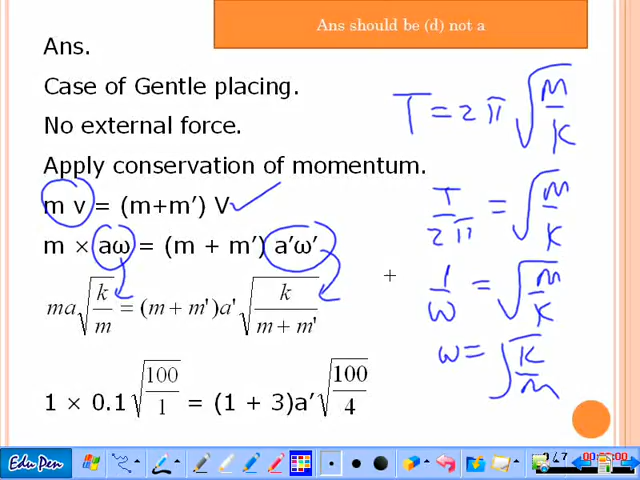 Ans should be (d) not a
Ans.
Case of Gentle placing.
No external force.
Apply conservation of momentum.
m v = (m+m′) V ✓
m × aω = (m + m′) a′ω′
ma√(k/m) = (m + m')a'√(k/(m + m'))
1 × 0.1√(100/1) = (1 + 3)a′√(100/4)
T = 2π√(m/K)
T/2π = √(m/K)
+
1/ω = √(m/K)
ω = √(K/m)
Edu Pen